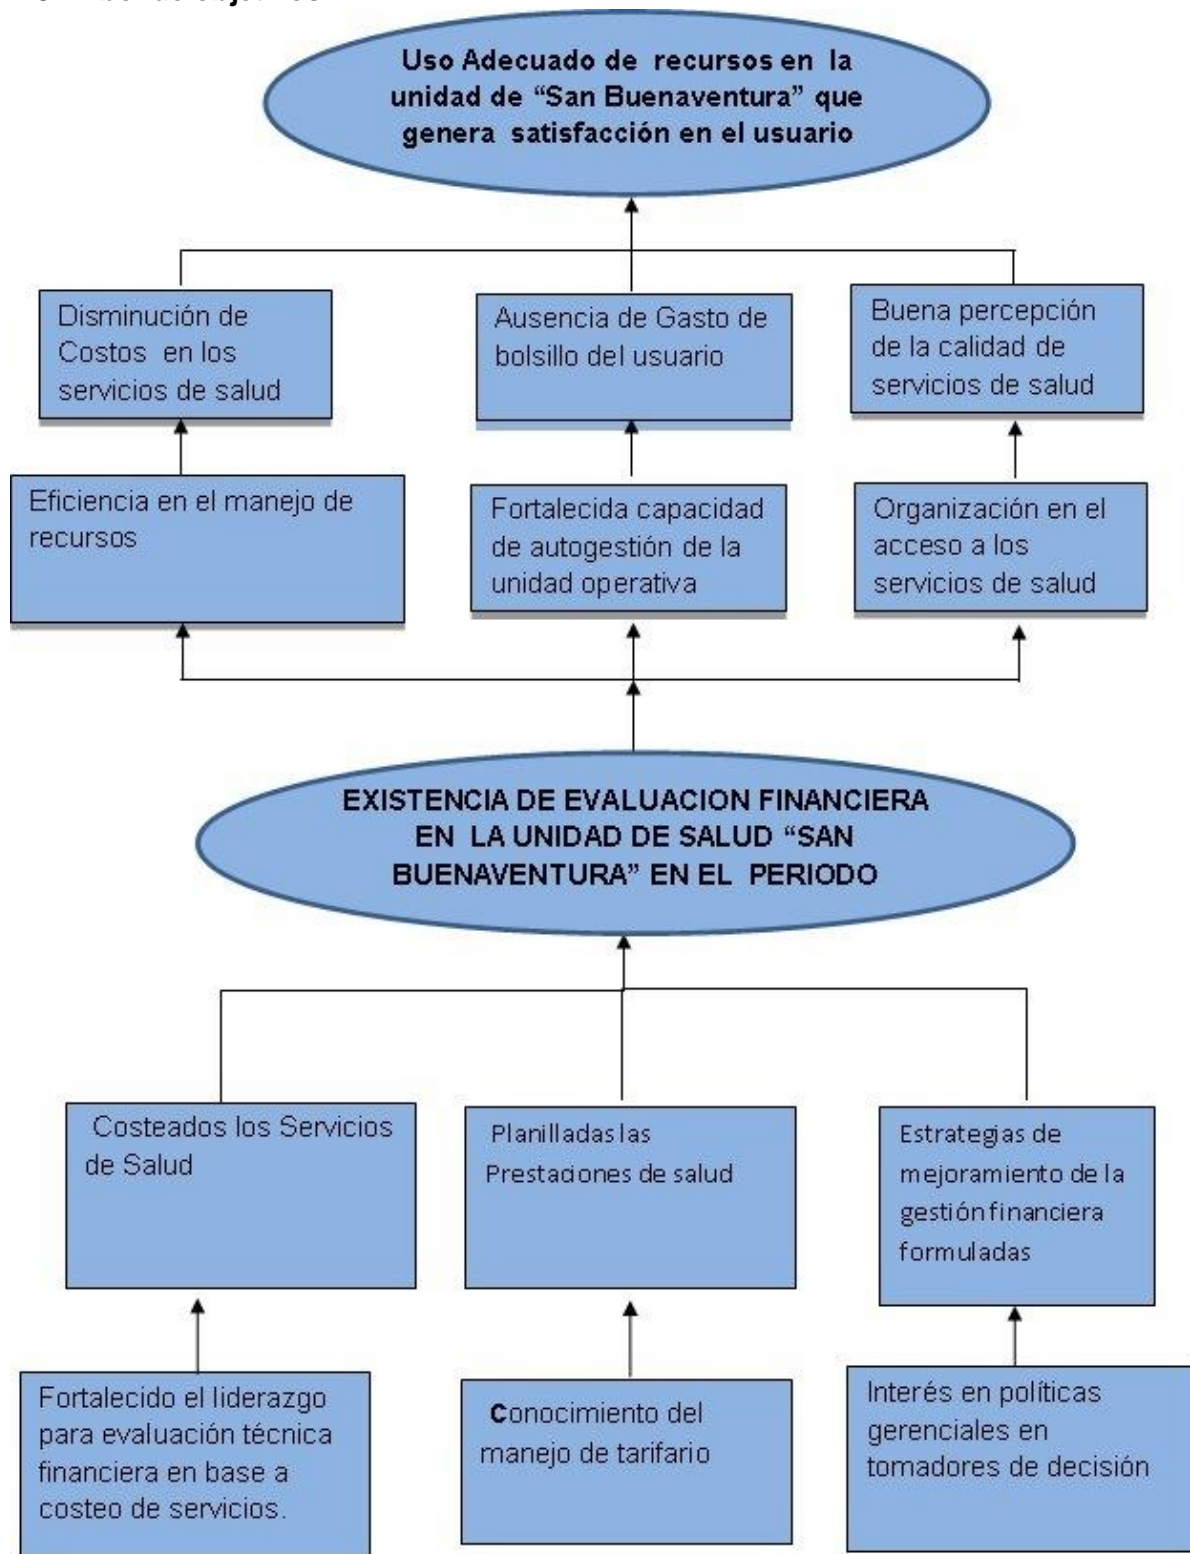 Uso Adecuado de recursos en la
unidad de “San Buenaventura” que
genera satisfacción en el usuario
Disminución de
Costos en los
servicios de salud
Ausencia de Gasto de
bolsillo del usuario
Buena percepción
de la calidad de
servicios de salud
Eficiencia en el manejo de
recursos
Fortalecida capacidad
de autogestión de la
unidad operativa
Organización en el
acceso a los
servicios de salud
EXISTENCIA DE EVALUACION FINANCIERA
EN LA UNIDAD DE SALUD “SAN
BUENAVENTURA” EN EL PERIODO
Costeados los Servicios
de Salud
Planilladas las
Prestaciones de salud
Estrategias de
mejoramiento de la
gestión financiera
formuladas
Fortalecido el liderazgo
para evaluación técnica
financiera en base a
costeo de servicios.
Conocimiento del
manejo de tarifario
Interés en políticas
gerenciales en
tomadores de decisión